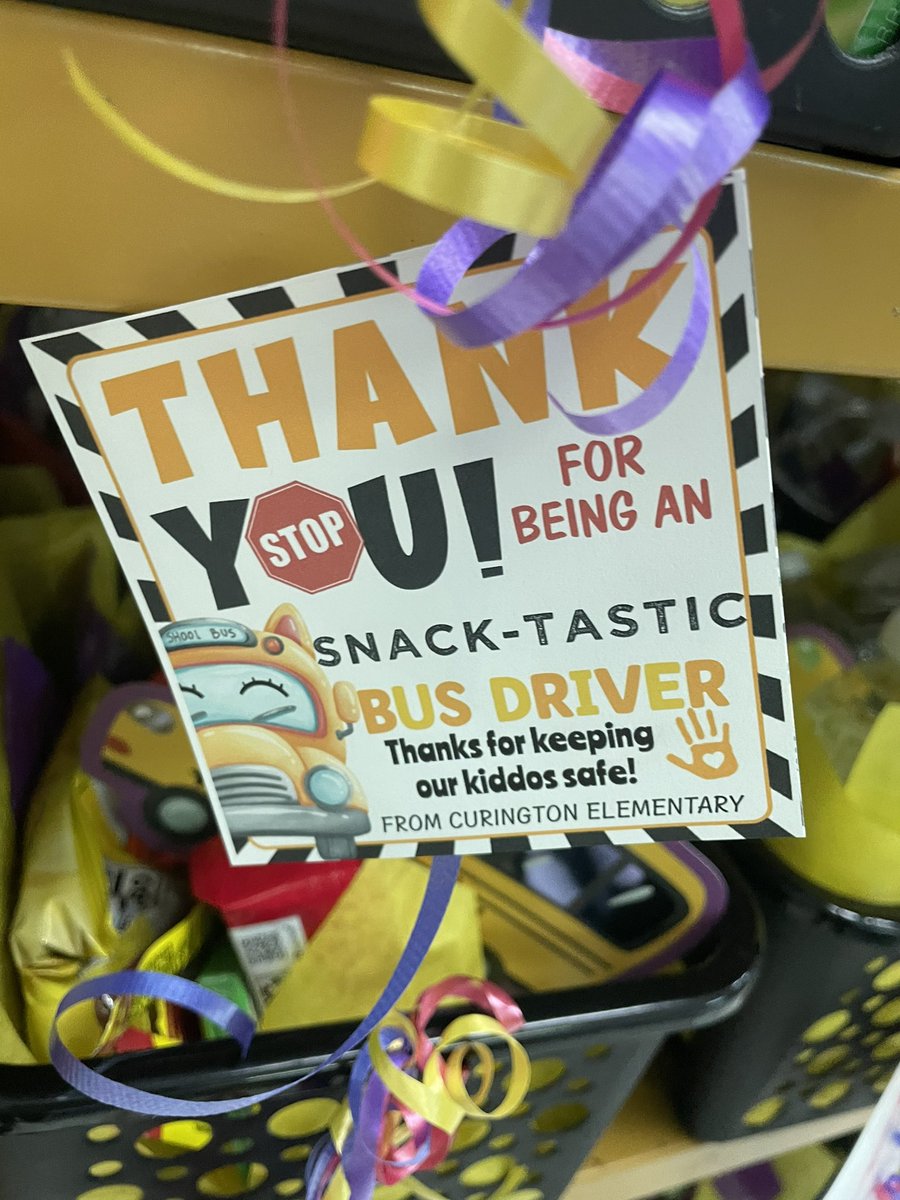 THANK
YOU!
STOP
FOR
BEING AN
SHOOL BUS
SNACK-TASTIC
BUS DRIVER
Thanks for keeping
our kiddos safe!
FROM CURINGTON ELEMENTARY